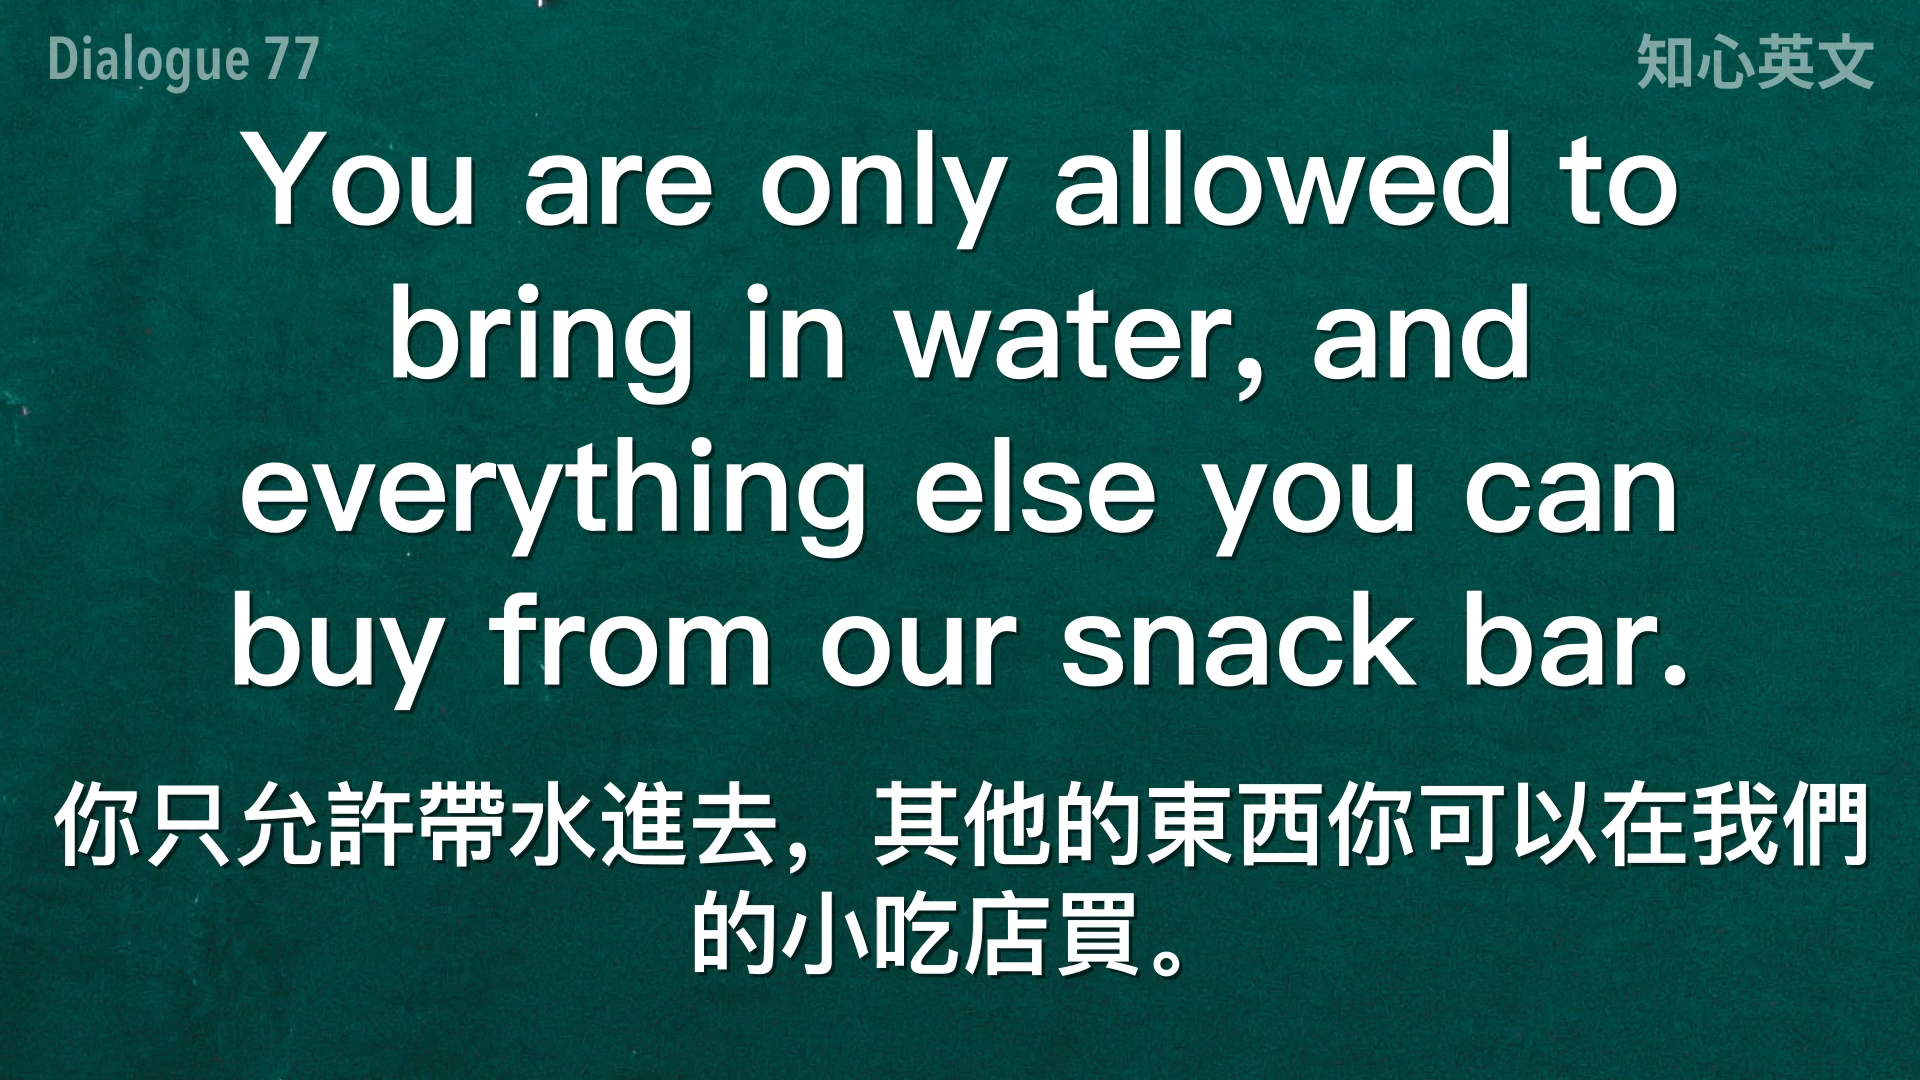 Dialogue 77
知心英文
You are only allowed to
bring in water, and
everything else you can
buy from our snack bar.
你只允許帶水進去，其他的東西你可以在我們
的小吃店買。